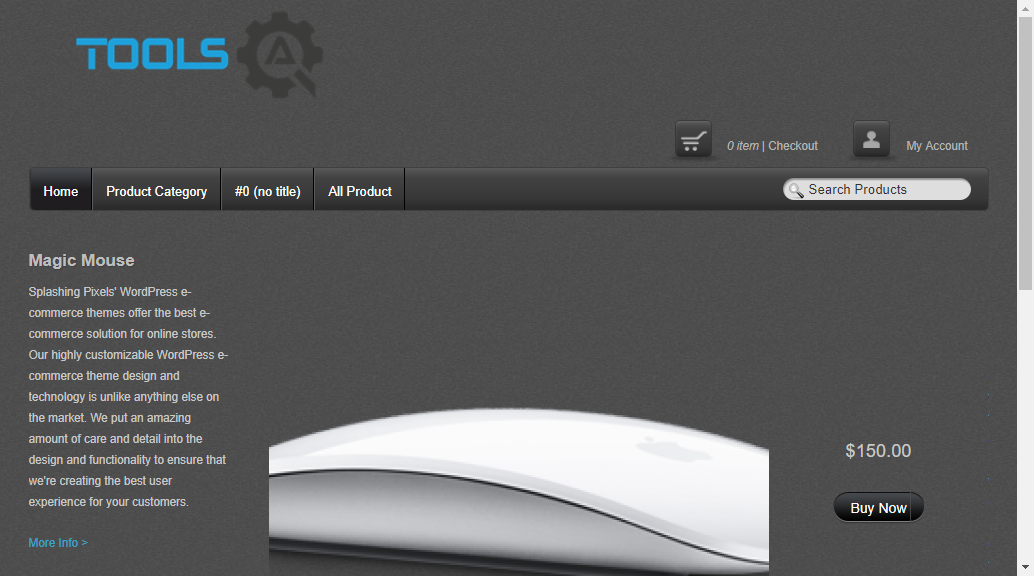 TOOLS
0 item | Checkout
My Account
Home
Product Category
#0 (no title)
All Product
Search Products
Magic Mouse
Splashing Pixels' WordPress e-
commerce themes offer the best e-
commerce solution for online stores.
Our highly customizable WordPress e-
commerce theme design and
technology is unlike anything else on
the market. We put an amazing
amount of care and detail into the
design and functionality to ensure that
we're creating the best user
experience for your customers.
More Info >
$150.00
Buy Now